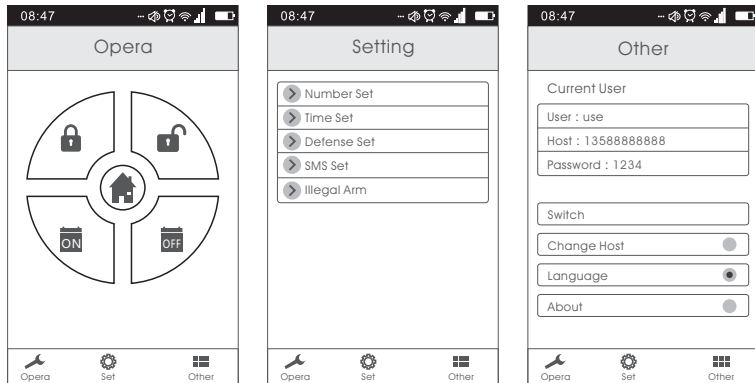 08:47
Opera
ON
OFF
Opera Set Other
08:47
Setting
Number Set
Time Set
Defense Set
SMS Set
Illegal Arm
Opera Set Other
08:47
Other
Current User
User : use
Host : 13588888888
Password : 1234
Switch
Change Host
Language
About
Opera Set Other